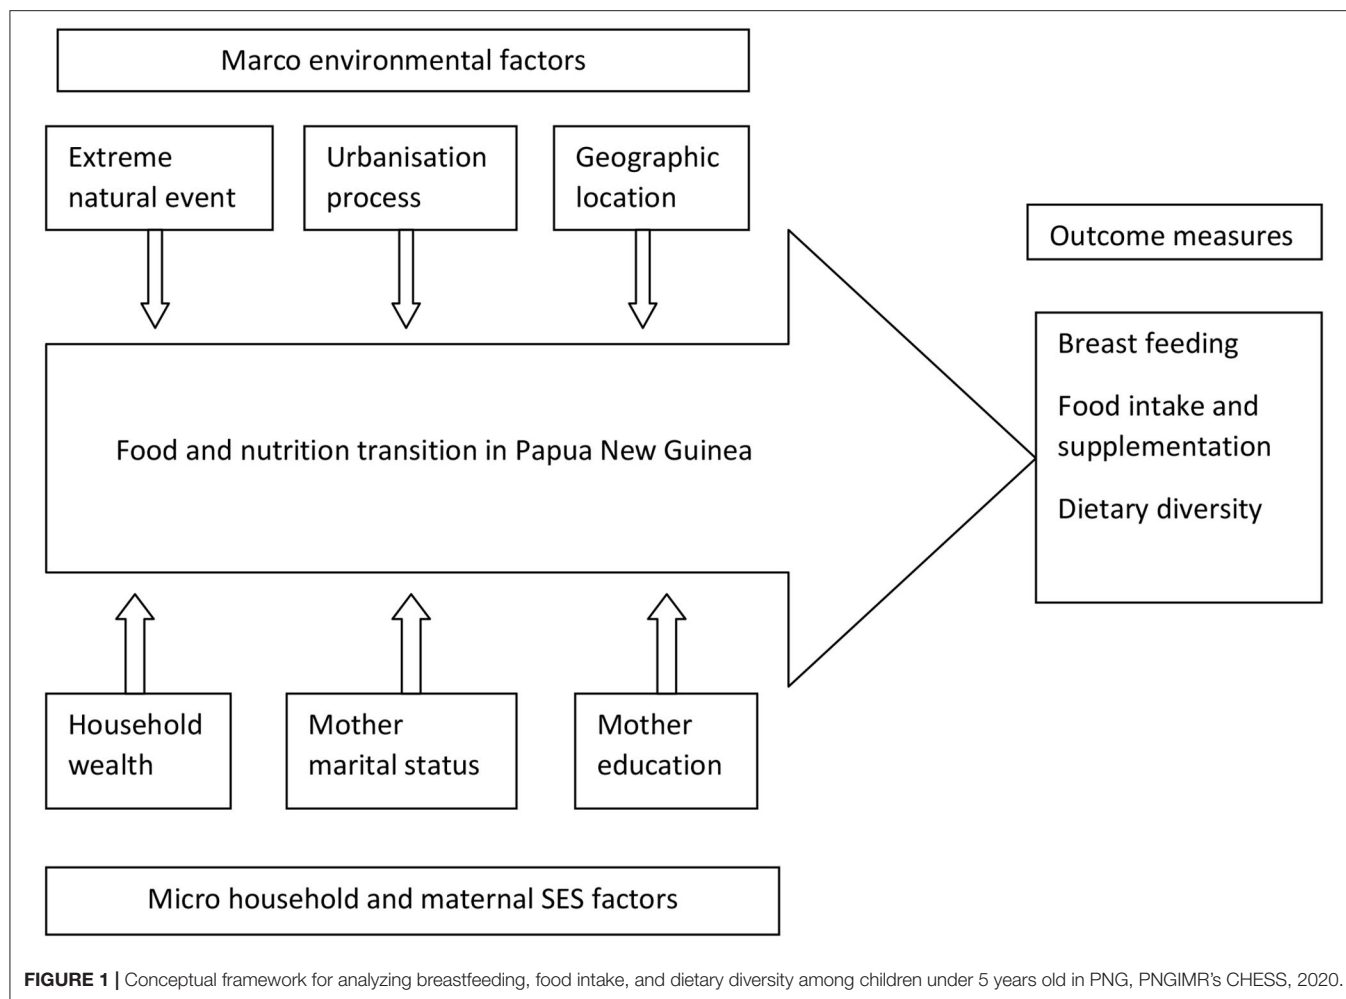 Marco environmental factors
Extreme
natural event
Urbanisation
process
Geographic
location
Outcome measures
Breast feeding
Food intake and
supplementation
Dietary diversity
Food and nutrition transition in Papua New Guinea
Household
wealth
Mother
marital status
Mother
education
Micro household and maternal SES factors
FIGURE 1 | Conceptual framework for analyzing breastfeeding, food intake, and dietary diversity among children under 5 years old in PNG, PNGIMR's CHESS, 2020.